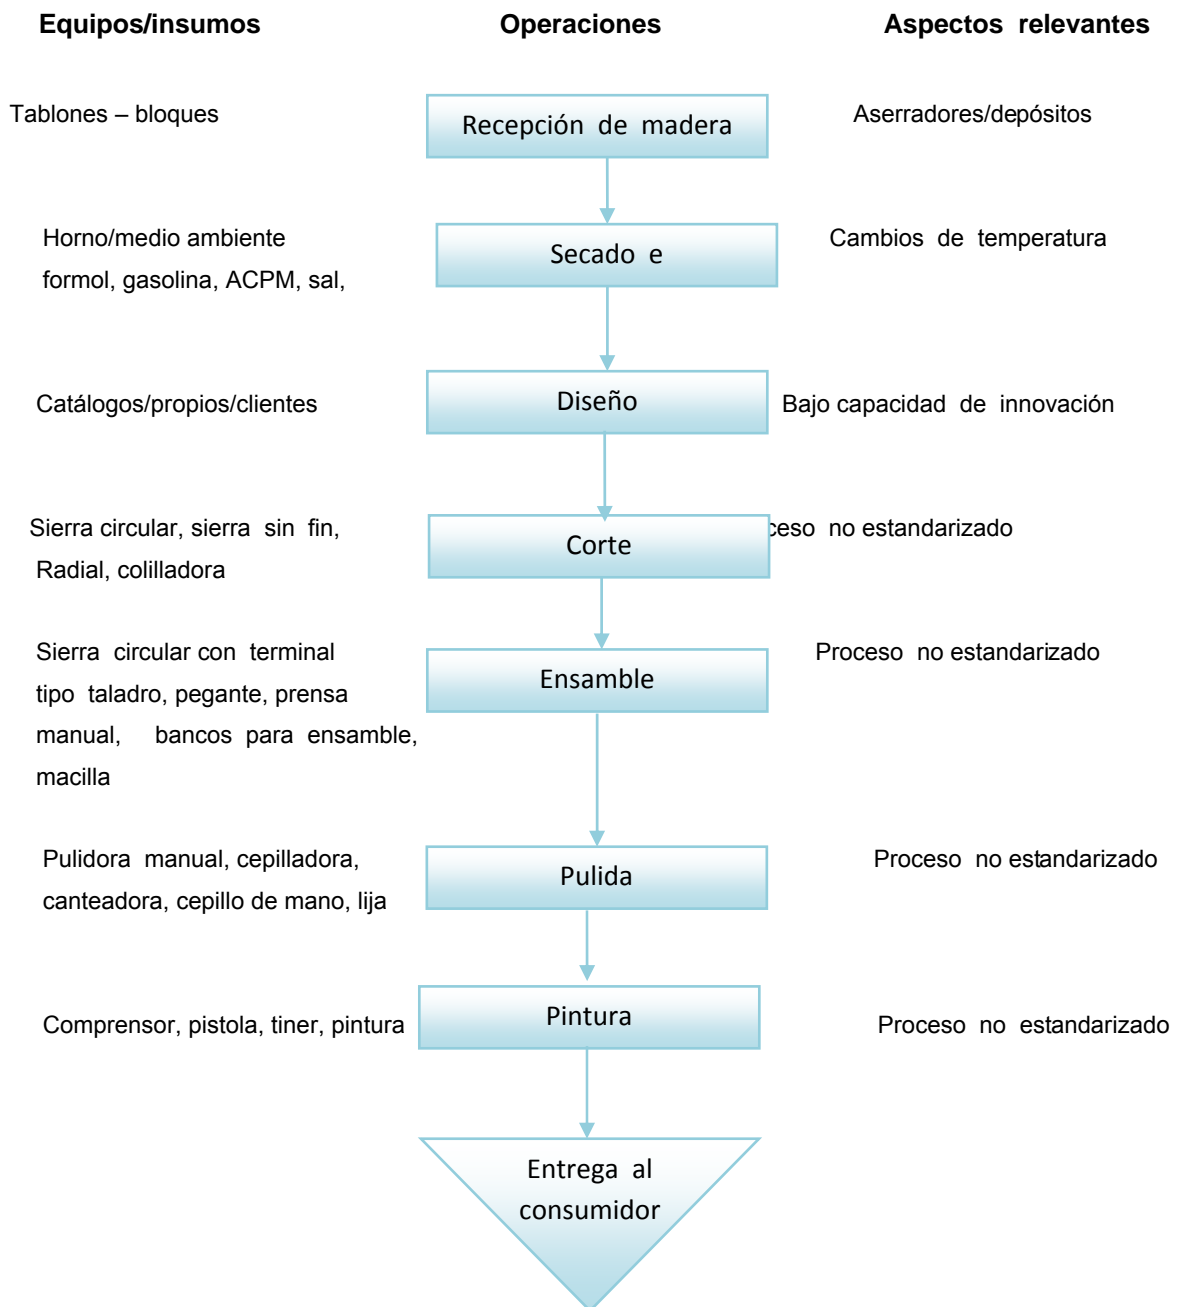 Equipos/insumos Operaciones Aspectos relevantes
Tablones – bloques Recepción de madera Aserradores/depósitos
Horno/medio ambiente Secado e Cambios de temperatura
formol, gasolina, ACPM, sal,
Catálogos/propios/clientes Diseño Bajo capacidad de innovación
Sierra circular, sierra sin fin, Corte ceso no estandarizado
Radial, colilladora
Sierra circular con terminal Ensamble Proceso no estandarizado
tipo taladro, pegante, prensa
manual, bancos para ensamble,
macilla
Pulidora manual, cepilladora, Pulida Proceso no estandarizado
canteadora, cepillo de mano, lija
Comprensor, pistola, tiner, pintura Pintura Proceso no estandarizado
Entrega al
consumidor